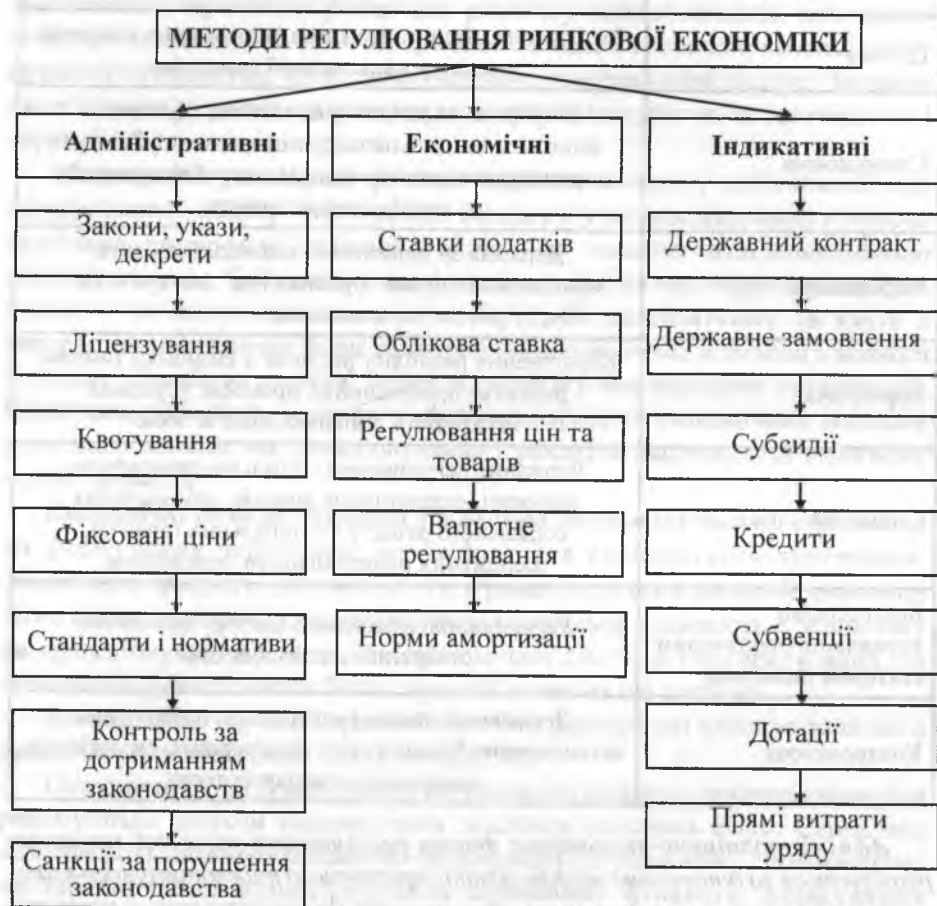 МЕТОДИ РЕГУЛЮВАННЯ РИНКОВОЇ ЕКОНОМІКИ
Адміністративні
Закони, укази,
декрети
Ліцензування
Квотування
Фіксовані ціни
Стандарти і нормативи
Контроль за
дотриманням
законодавств
Санкції за порушення
законодавства
Економічні
Ставки податків
Облікова ставка
Регулювання цін та
товарів
Валютне
регулювання
Норми амортизації
Індикативні
Державний контракт
Державне замовлення
Субсидії
Кредити
Субвенції
Дотації
Прямі витрати
уряду